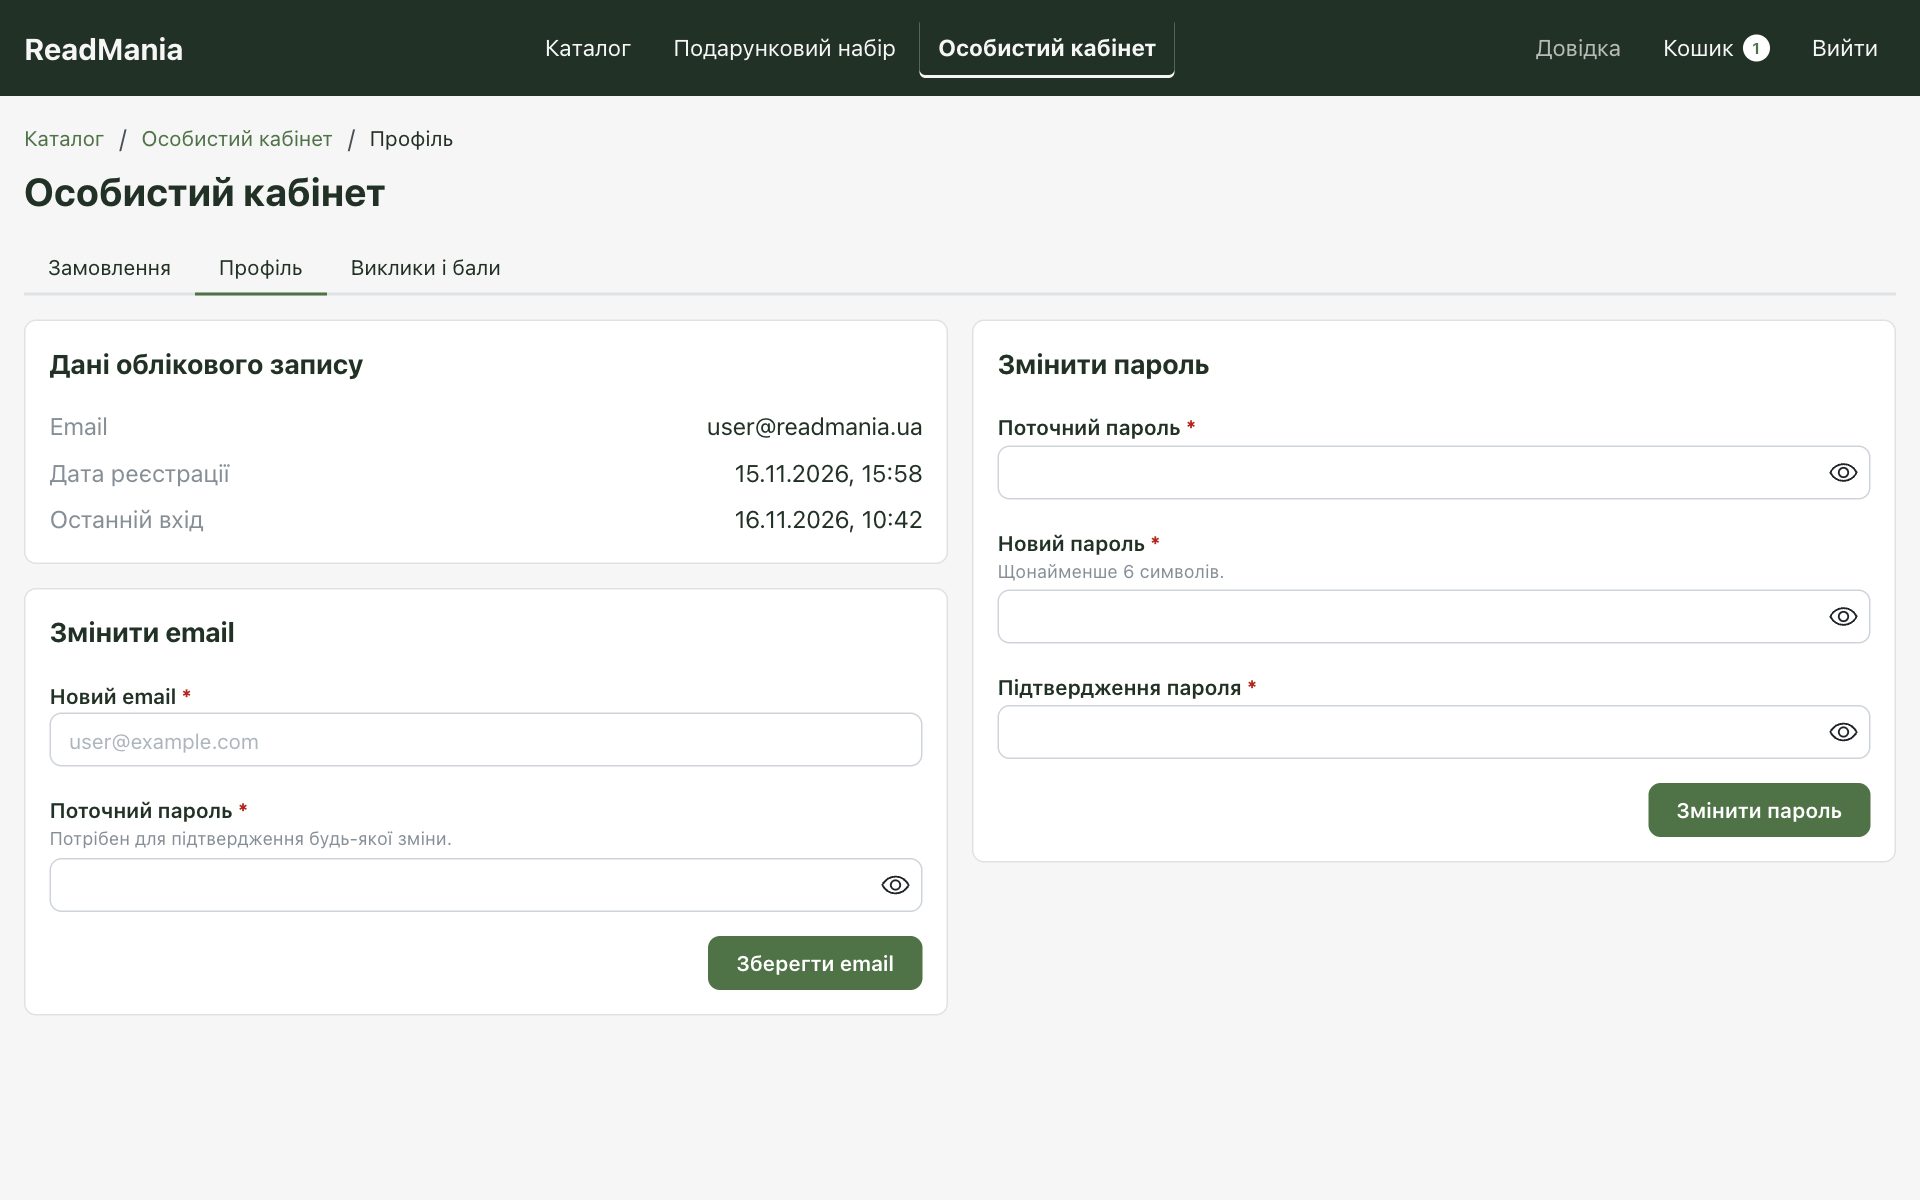 ReadMania
Каталог
Подарунковий набір
Особистий кабінет
Довідка
Кошик 1
Вийти
Каталог / Особистий кабінет / Профіль
Особистий кабінет
Замовлення
Профіль
Виклики і бали
Дані облікового запису
Email user@readmania.ua
Дата реєстрації 15.11.2026, 15:58
Останній вхід 16.11.2026, 10:42
Змінити email
Новий email *
user@example.com
Поточний пароль *
Потрібен для підтвердження будь-якої зміни.
Зберегти email
Змінити пароль
Поточний пароль *
Новий пароль *
Щонайменше 6 символів.
Підтвердження пароля *
Змінити пароль